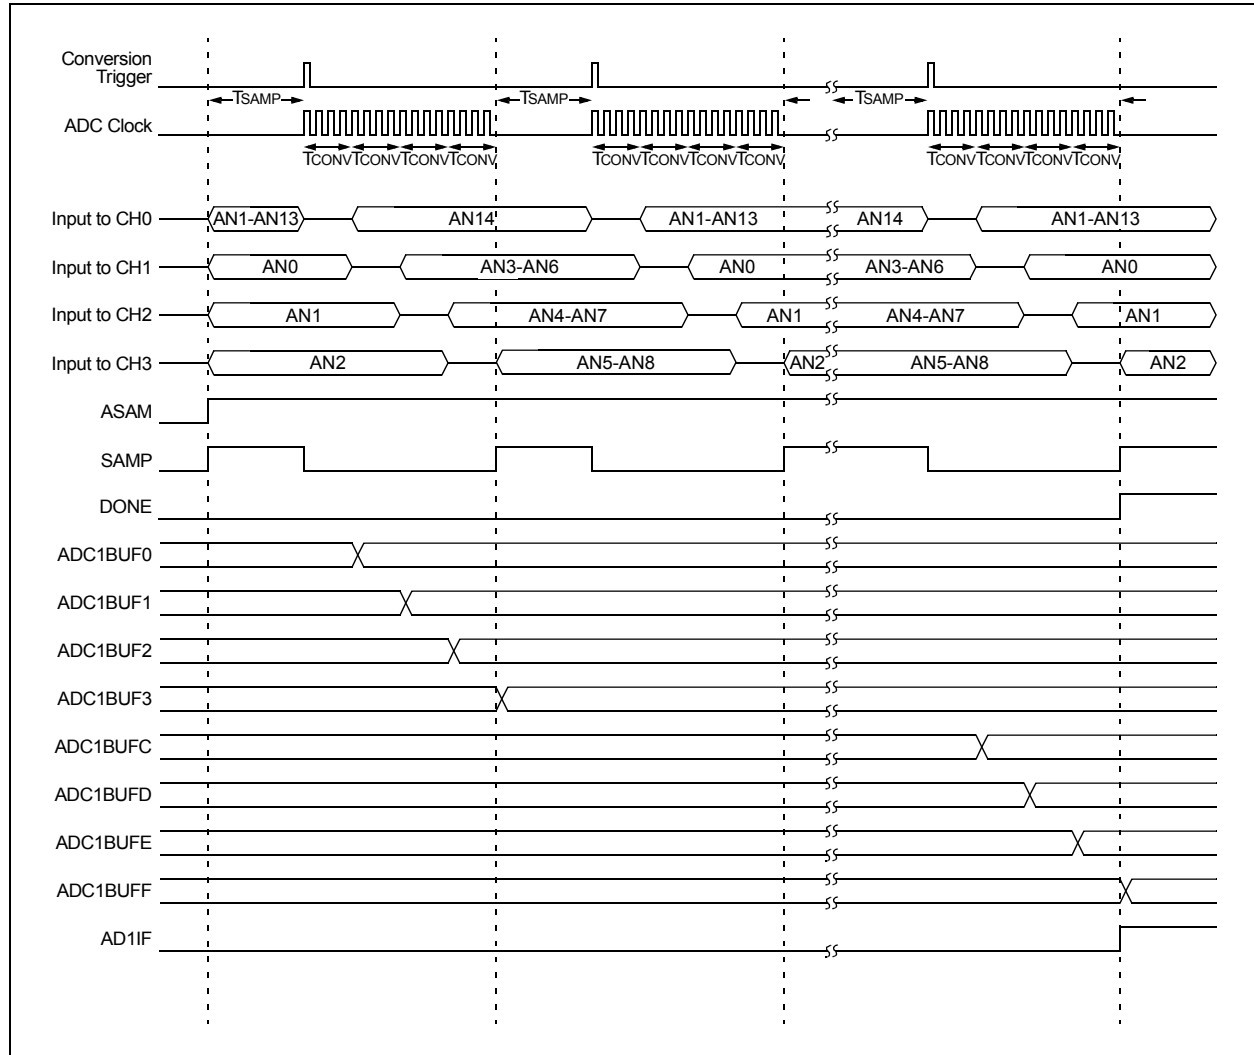 Conversion
Trigger
TSAMP TSAMP TSAMP
ADC Clock
TCONV TCONV TCONV TCONV TCONV TCONV TCONV TCONV TCONV TCONV TCONV TCONV
Input to CH0 AN1-AN13 AN14 AN1-AN13 AN14 AN1-AN13
Input to CH1 AN0 AN3-AN6 AN0 AN3-AN6 AN0
Input to CH2 AN1 AN4-AN7 AN1 AN4-AN7 AN1
Input to CH3 AN2 AN5-AN8 AN2 AN5-AN8 AN2
ASAM
SAMP
DONE
ADC1BUF0
ADC1BUF1
ADC1BUF2
ADC1BUF3
ADC1BUFC
ADC1BUFD
ADC1BUFE
ADC1BUFF
AD1IF